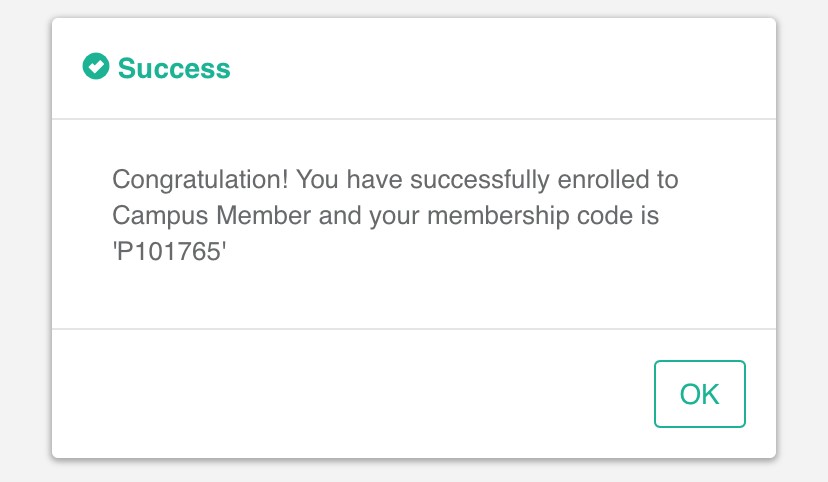 Success
Congratulation! You have successfully enrolled to
Campus Member and your membership code is
'P101765'
OK